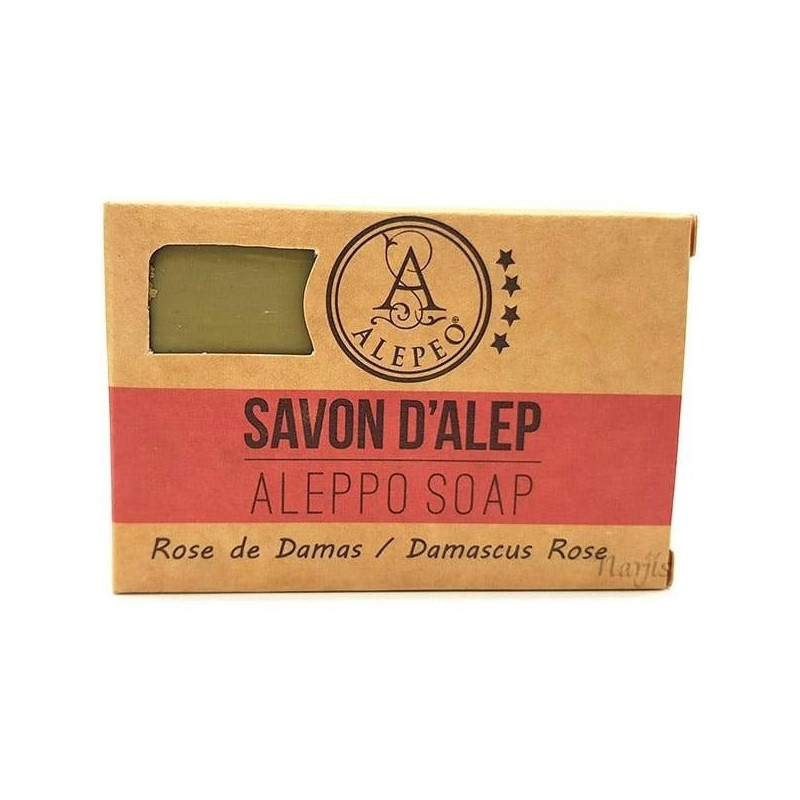 A
ALEPEO®
SAVON D'ALEP
ALEPPO SOAP
Rose de Damas / Damascus Rose
Narjis